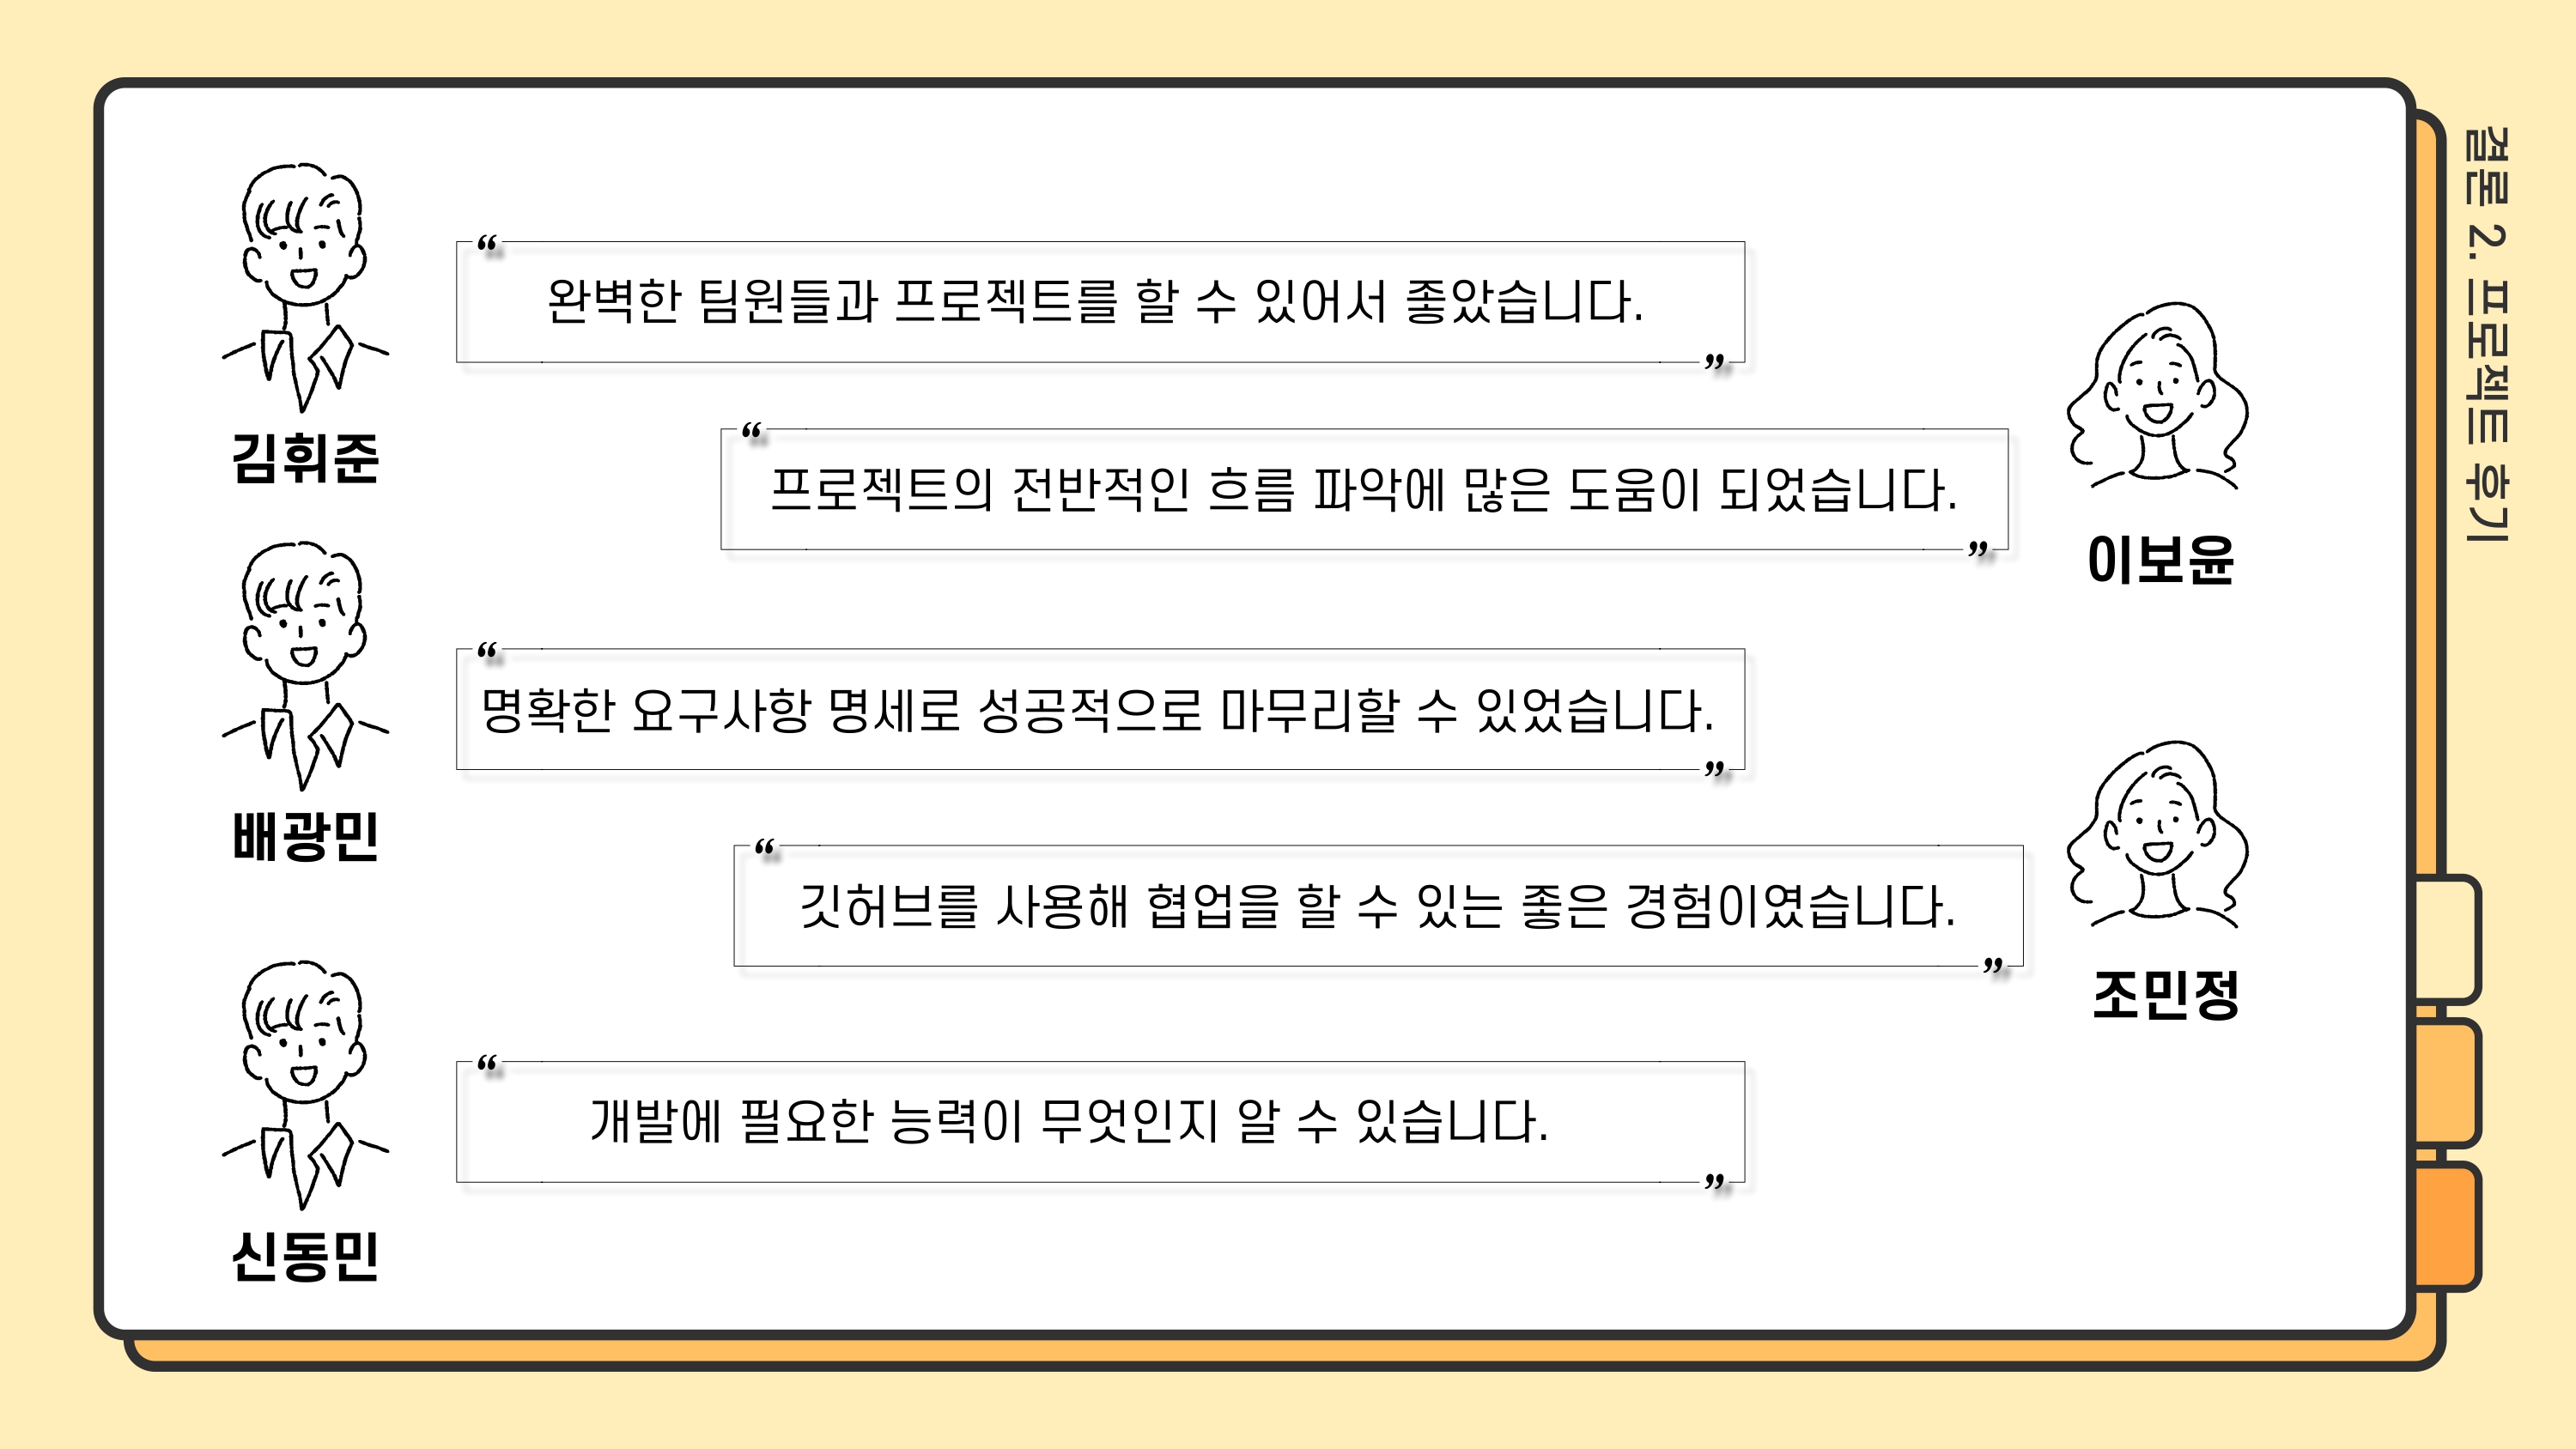 결론 2. 프로젝트 후기
“
완벽한 팀원들과 프로젝트를 할 수 있어서 좋았습니다.
”
김휘준
“
프로젝트의 전반적인 흐름 파악에 많은 도움이 되었습니다.
”
이보윤
“
명확한 요구사항 명세로 성공적으로 마무리할 수 있었습니다.
”
배광민
“
깃허브를 사용해 협업을 할 수 있는 좋은 경험이였습니다.
”
조민정
“
개발에 필요한 능력이 무엇인지 알 수 있습니다.
”
신동민